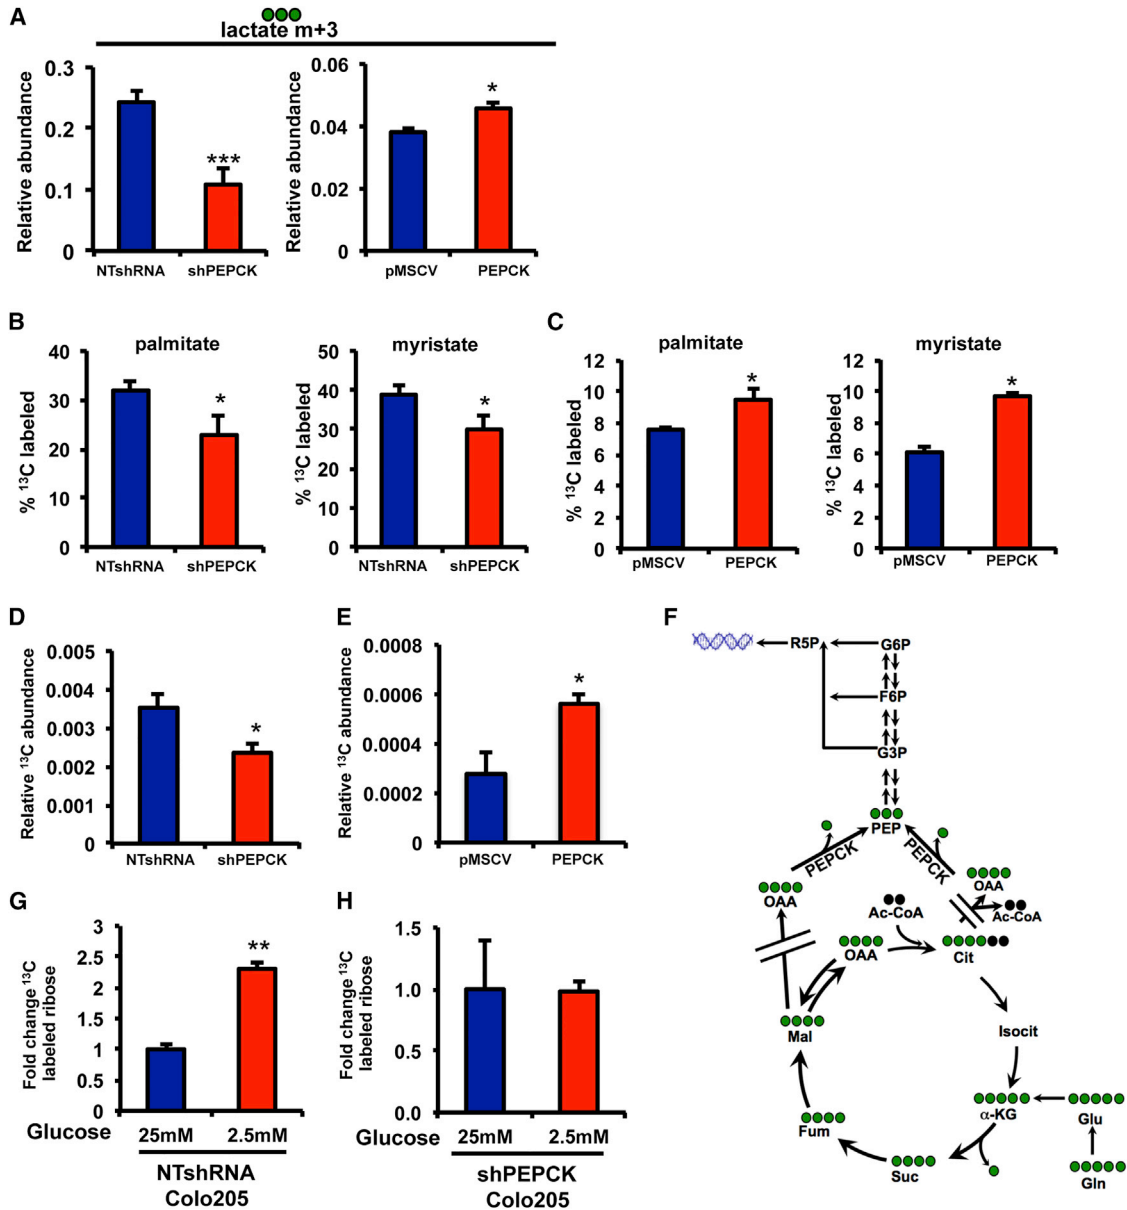 A
lactate m+3
Relative abundance
0.3
0.2
0.1
0
***
NTshRNA shPEPCK
Relative abundance
0.06
0.04
0.02
0
*
pMSCV PEPCK
B
palmitate
% 13C labeled
40
30
20
10
0
*
NTshRNA shPEPCK
myristate
% 13C labeled
50
40
30
20
10
0
*
NTshRNA shPEPCK
C
palmitate
% 13C labeled
12
10
8
6
4
2
0
*
pMSCV PEPCK
myristate
% 13C labeled
12
10
8
6
4
2
0
*
pMSCV PEPCK
D
Relative 13C abundance
0.005
0.004
0.003
0.002
0.001
0
*
NTshRNA shPEPCK
E
Relative 13C abundance
0.0008
0.0006
0.0004
0.0002
0
*
pMSCV PEPCK
F
R5P G6P
F6P
G3P
PEP
PEPCK PEPCK
OAA
OAA
Ac-CoA
Ac-CoA
OAA
Cit
Mal
Isocit
α-KG Glu
Fum
Suc
Gln
G
Fold change 13C
labeled ribose
3
2.5
2
1.5
1
0.5
0
**
Glucose 25mM 2.5mM
NTshRNA
Colo205
H
Fold change 13C
labeled ribose
1.5
1.0
0.5
0.0
Glucose 25mM 2.5mM
shPEPCK
Colo205